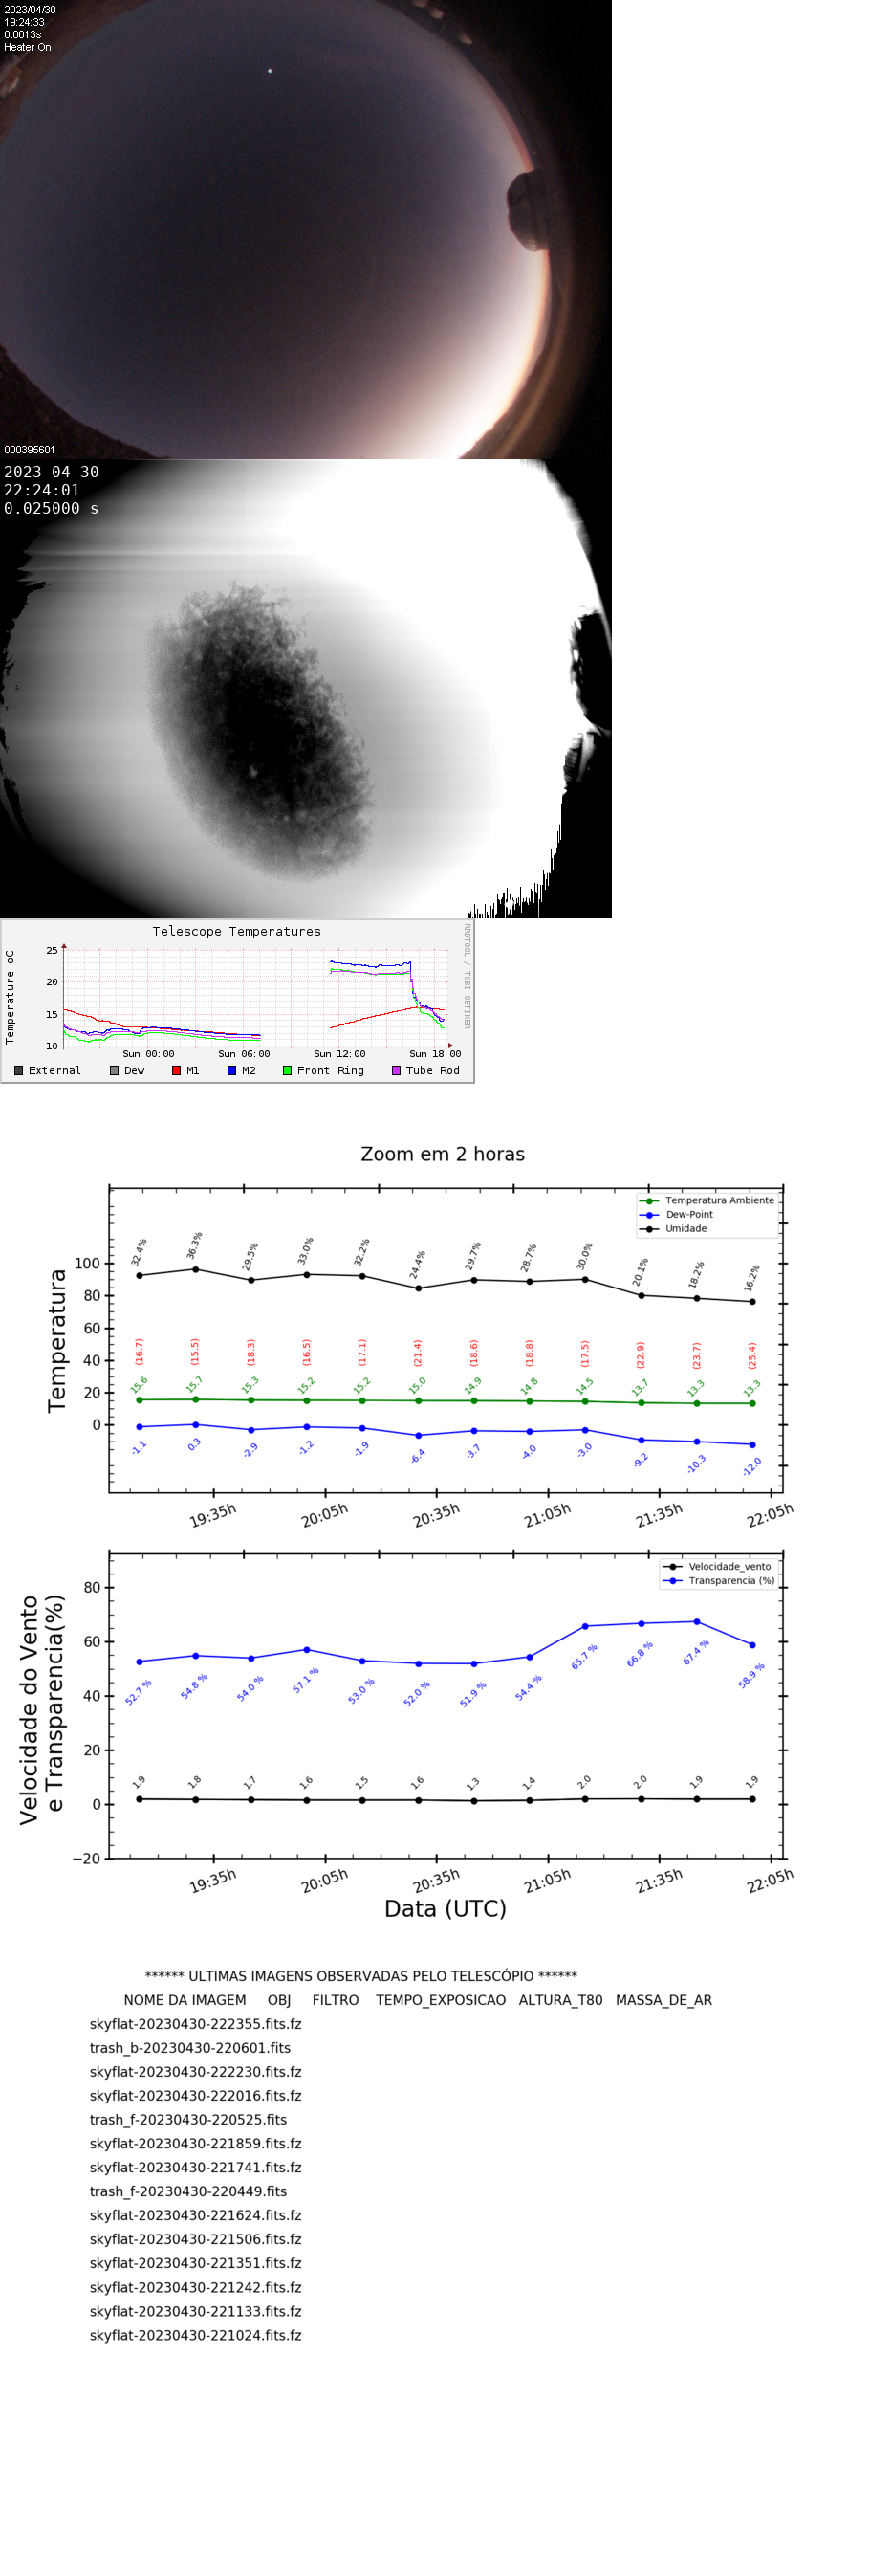 2023/04/30
19:24:33
0.0013s
Heater On
000395601
2023-04-30
22:24:01
0.025000 s
Telescope Temperatures
Temperature oC
RRDTOOL / TOBI OETIKER
25
20
15
10
Sun 00:00 Sun 06:00 Sun 12:00 Sun 18:00
External Dew M1 M2 Front Ring Tube Rod
Zoom em 2 horas
Temperatura
Temperatura Ambiente
Dew-Point
Umidade
100
80
60
40
20
0
32.4% 36.3% 29.5% 33.0% 32.2% 24.4% 29.7% 28.7% 30.0% 20.1% 18.2% 16.2%
(16.7) (15.5) (18.3) (16.5) (17.1) (21.4) (18.6) (18.8) (17.5) (22.9) (23.7) (25.4)
15.6 15.7 15.3 15.2 15.2 15.0 14.9 14.8 14.5 13.7 13.3 13.3
-1.1 0.3 -2.9 -1.2 -1.9 -6.4 -3.7 -4.0 -3.0 -9.2 -10.3 -12.0
19:35h 20:05h 20:35h 21:05h 21:35h 22:05h
Velocidade do Vento
e Transparencia(%)
Velocidade_vento
Transparencia (%)
80
60
40
20
0
−20
52.7 % 54.8 % 54.0 % 57.1 % 53.0 % 52.0 % 51.9 % 54.4 % 65.7 % 66.8 % 67.4 % 58.9 %
1.9 1.8 1.7 1.6 1.5 1.6 1.3 1.4 2.0 2.0 1.9 1.9
19:35h 20:05h 20:35h 21:05h 21:35h 22:05h
Data (UTC)
****** ULTIMAS IMAGENS OBSERVADAS PELO TELESCÓPIO ******
NOME DA IMAGEM OBJ FILTRO TEMPO_EXPOSICAO ALTURA_T80 MASSA_DE_AR
skyflat-20230430-222355.fits.fz
trash_b-20230430-220601.fits
skyflat-20230430-222230.fits.fz
skyflat-20230430-222016.fits.fz
trash_f-20230430-220525.fits
skyflat-20230430-221859.fits.fz
skyflat-20230430-221741.fits.fz
trash_f-20230430-220449.fits
skyflat-20230430-221624.fits.fz
skyflat-20230430-221506.fits.fz
skyflat-20230430-221351.fits.fz
skyflat-20230430-221242.fits.fz
skyflat-20230430-221133.fits.fz
skyflat-20230430-221024.fits.fz